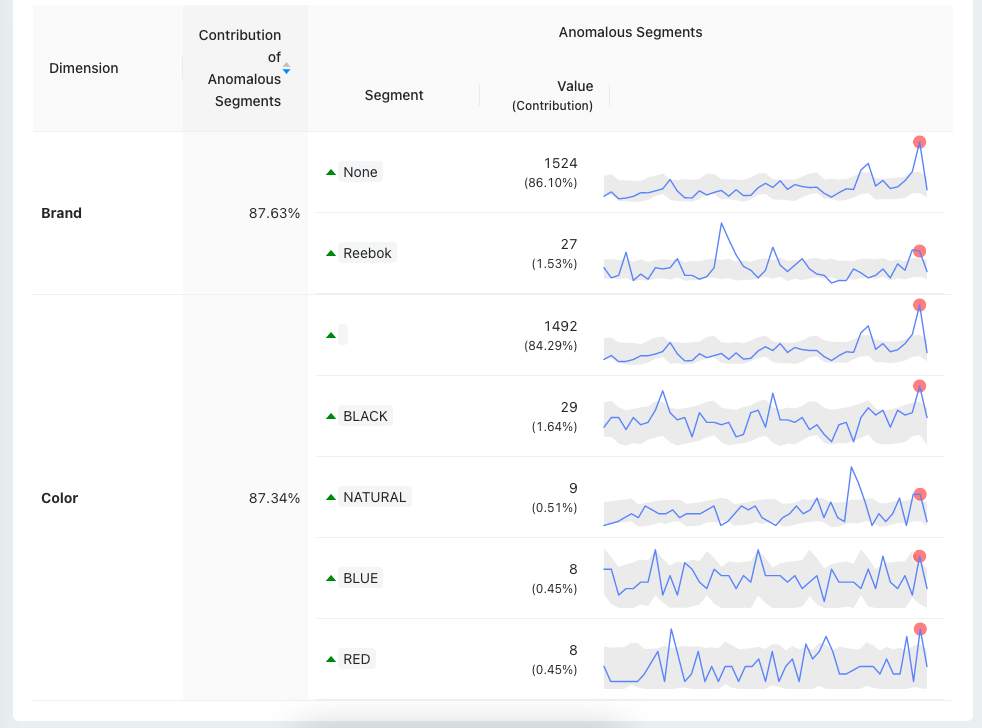 Dimension
Contribution
of
Anomalous
Segments
Anomalous Segments
Segment
Value
(Contribution)
Brand
87.63%
None
1524
(86.10%)
Reebok
27
(1.53%)
Color
87.34%
1492
(84.29%)
BLACK
29
(1.64%)
NATURAL
9
(0.51%)
BLUE
8
(0.45%)
RED
8
(0.45%)